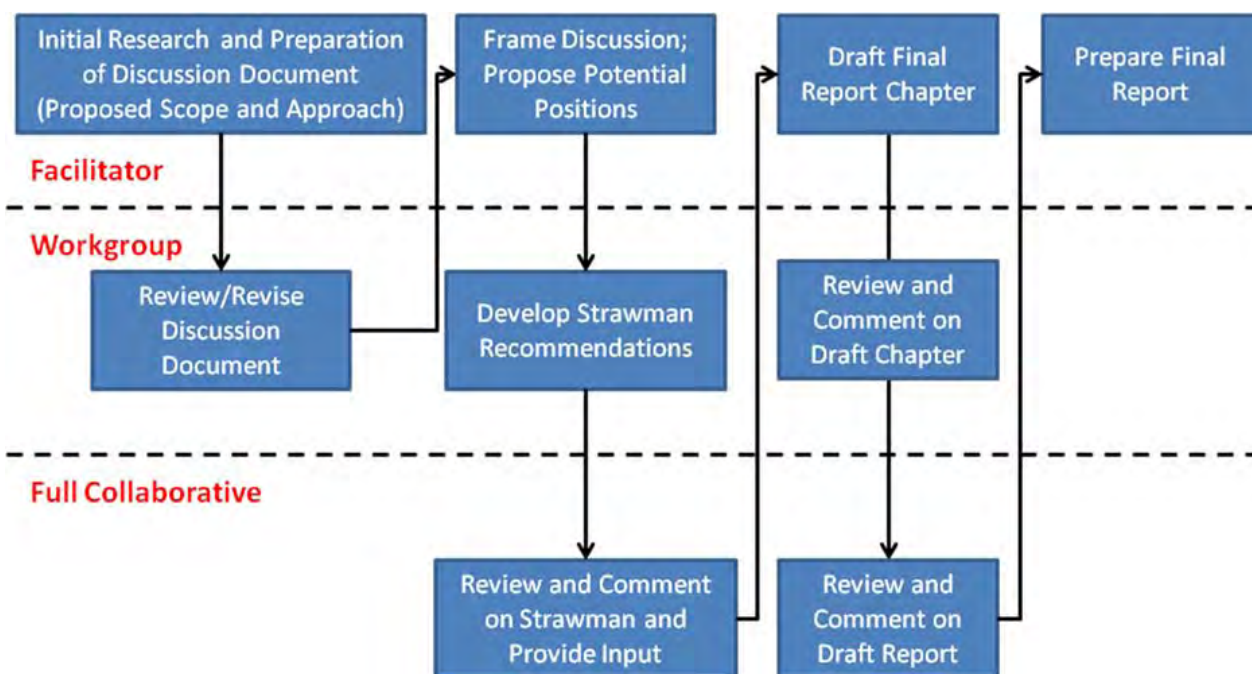 Initial Research and Preparation
of Discussion Document
(Proposed Scope and Approach)
Frame Discussion;
Propose Potential
Positions
Draft Final
Report Chapter
Prepare Final
Report
Facilitator
Workgroup
Review/Revise
Discussion
Document
Develop Strawman
Recommendations
Review and
Comment on
Draft Chapter
Full Collaborative
Review and Comment
on Strawman and
Provide Input
Review and
Comment on
Draft Report